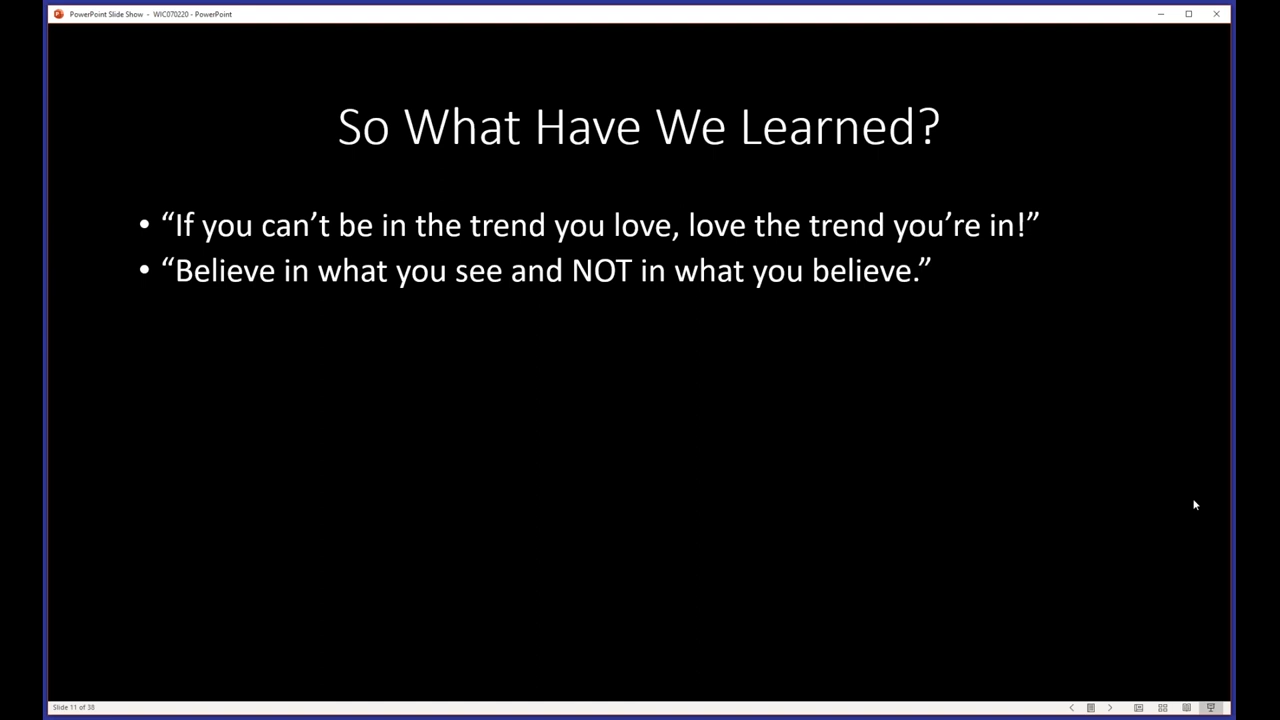 PowerPoint Slide Show - WIC070220 - PowerPoint
So What Have We Learned?
• “If you can’t be in the trend you love, love the trend you’re in!”
• “Believe in what you see and NOT in what you believe.”
Slide 11 of 38